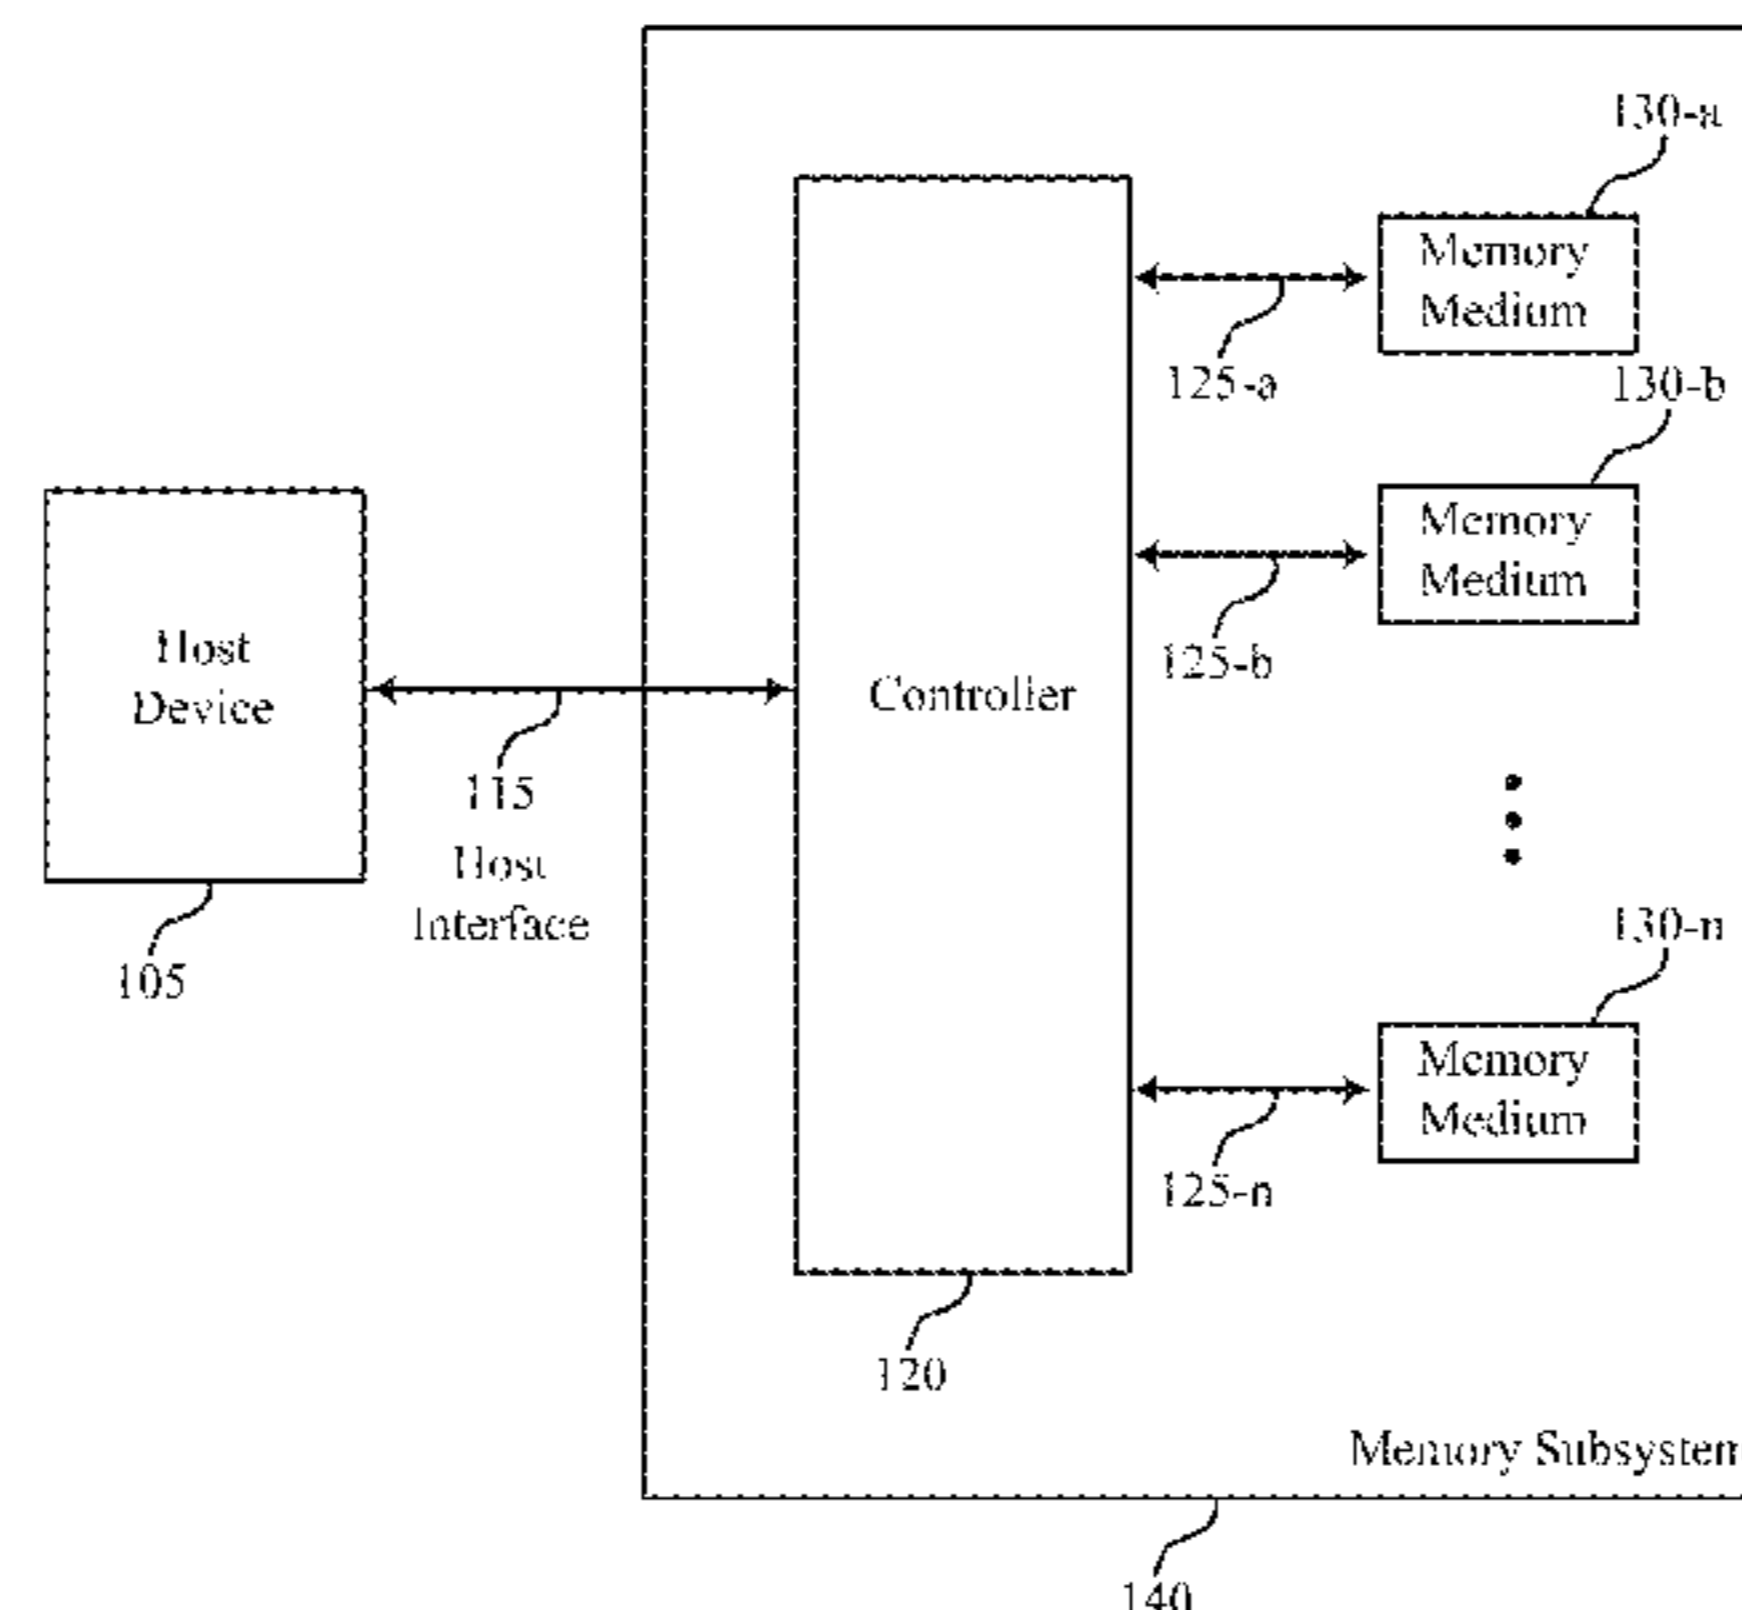 130-a
Memory
Medium
125-a
130-b
Memory
Medium
125-b
Host
Device
Controller
115
Host
Interface
105
130-n
Memory
Medium
125-n
120
Memory Subsystem
140